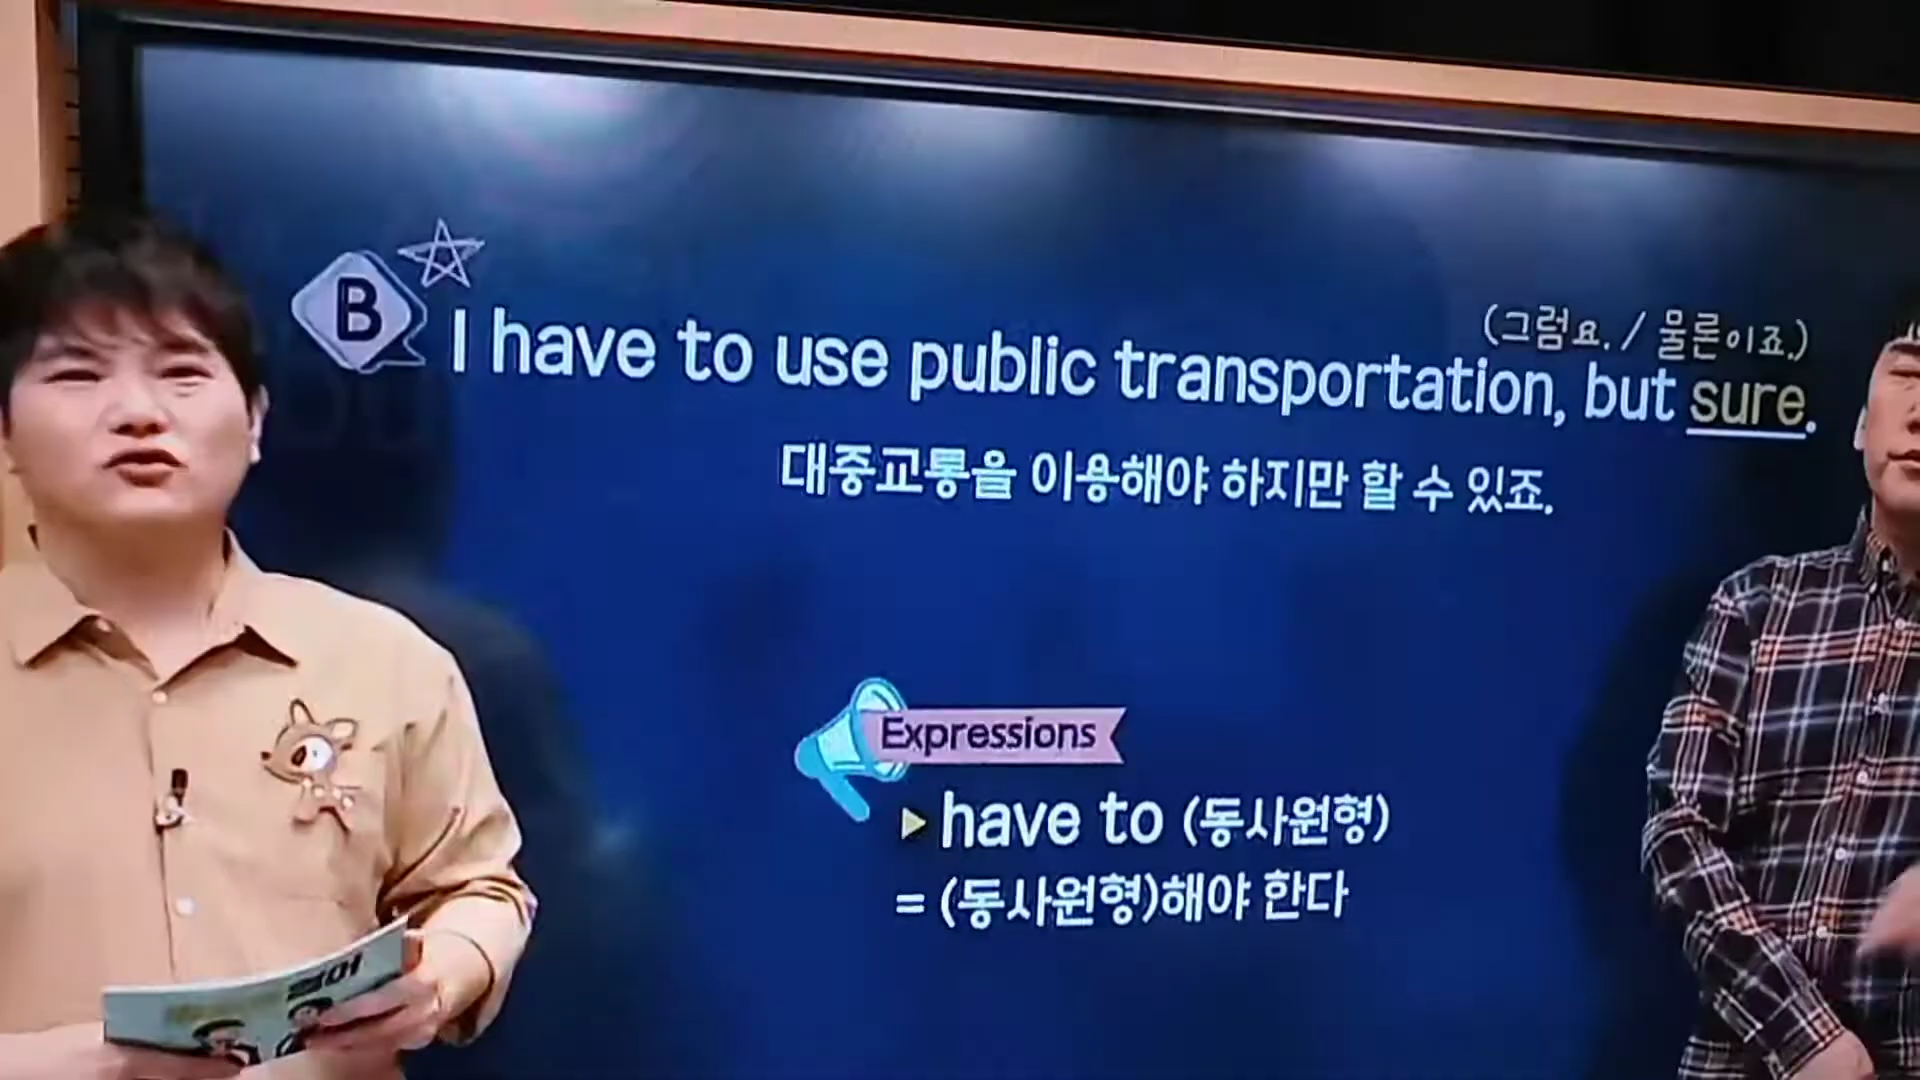 B
(그럼요. / 물론이죠.)
I have to use public transportation, but sure.
대중교통을 이용해야 하지만 할 수 있죠.
Expressions
▶ have to (동사원형)
= (동사원형)해야 한다